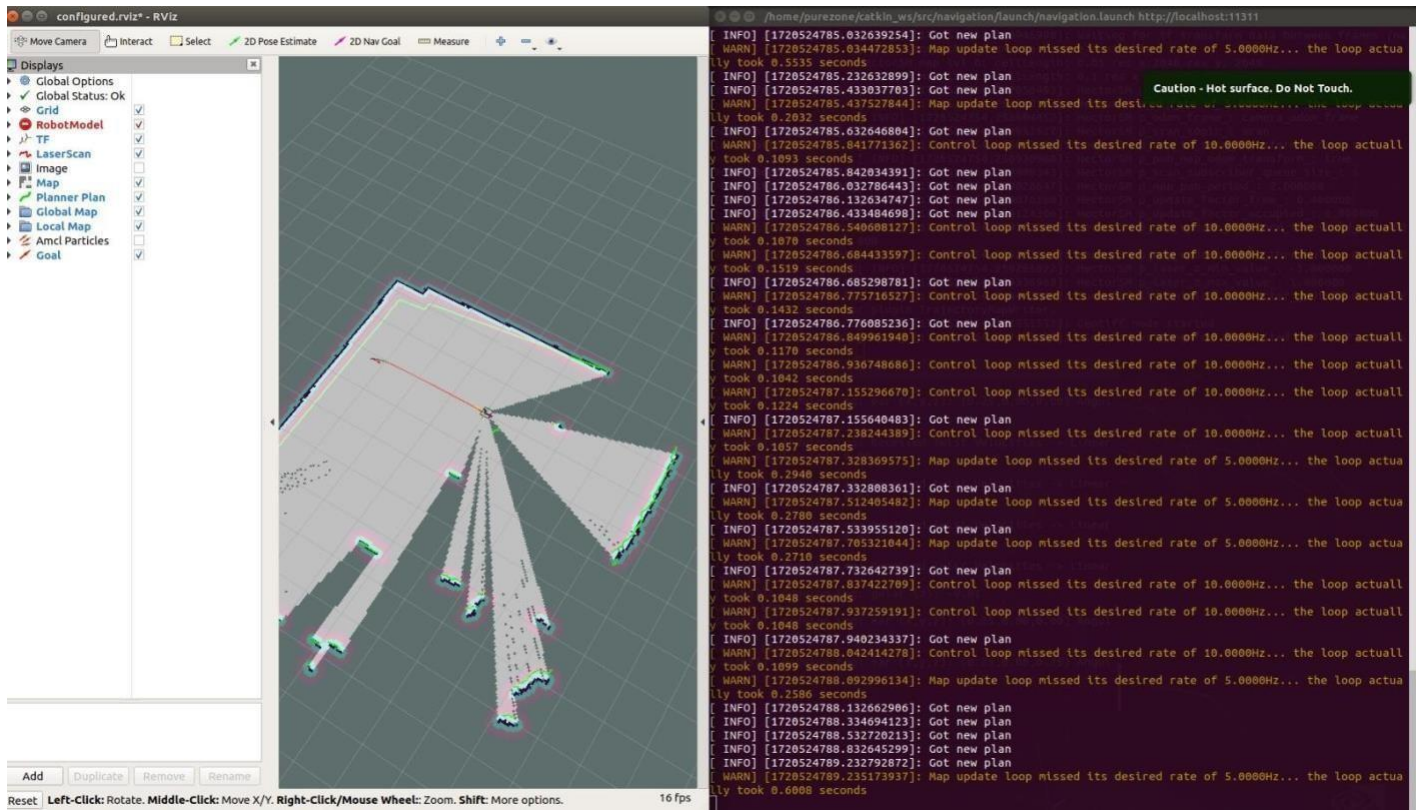 configured.rviz* - RViz
Move Camera Interact Select 2D Pose Estimate 2D Nav Goal Measure
Displays
Global Options
Global Status: Ok
Grid
RobotModel
TF
LaserScan
Image
Map
Planner Plan
Global Map
Local Map
Amcl Particles
Goal
Add Duplicate Remove Rename
Reset Left-Click: Rotate. Middle-Click: Move X/Y. Right-Click/Mouse Wheel:: Zoom. Shift: More options. 16 fps
/home/purezone/catkin_ws/src/navigation/launch/navigation.launch http://localhost:11311
[ INFO] [1720524785.032639254]: Got new plan
[ WARN] [1720524785.034472853]: Map update loop missed its desired rate of 5.0000Hz... the loop actua
lly took 0.5535 seconds
[ INFO] [1720524785.232632899]: Got new plan
[ INFO] [1720524785.433037703]: Got new plan
Caution - Hot surface. Do Not Touch.
[ WARN] [1720524785.437527844]: Map update loop missed its desired rate of 5.0000Hz... the loop actua
lly took 0.2032 seconds
[ INFO] [1720524785.632646804]: Got new plan
[ WARN] [1720524785.841771362]: Control loop missed its desired rate of 10.0000Hz... the loop actuall
y took 0.1093 seconds
[ INFO] [1720524785.842034391]: Got new plan
[ INFO] [1720524786.032786443]: Got new plan
[ INFO] [1720524786.132634747]: Got new plan
[ INFO] [1720524786.433484698]: Got new plan
[ WARN] [1720524786.540608127]: Control loop missed its desired rate of 10.0000Hz... the loop actuall
y took 0.1070 seconds
[ WARN] [1720524786.684433597]: Control loop missed its desired rate of 10.0000Hz... the loop actuall
y took 0.1519 seconds
[ INFO] [1720524786.685298781]: Got new plan
[ WARN] [1720524786.775716527]: Control loop missed its desired rate of 10.0000Hz... the loop actuall
y took 0.1432 seconds
[ INFO] [1720524786.776085236]: Got new plan
[ WARN] [1720524786.849961940]: Control loop missed its desired rate of 10.0000Hz... the loop actuall
y took 0.1170 seconds
[ WARN] [1720524786.936748686]: Control loop missed its desired rate of 10.0000Hz... the loop actuall
y took 0.1042 seconds
[ WARN] [1720524787.155296670]: Control loop missed its desired rate of 10.0000Hz... the loop actuall
y took 0.1224 seconds
[ INFO] [1720524787.155640483]: Got new plan
[ WARN] [1720524787.238244389]: Control loop missed its desired rate of 10.0000Hz... the loop actuall
y took 0.1057 seconds
[ WARN] [1720524787.328369575]: Map update loop missed its desired rate of 5.0000Hz... the loop actua
lly took 0.2940 seconds
[ INFO] [1720524787.332808361]: Got new plan
[ WARN] [1720524787.512405482]: Map update loop missed its desired rate of 5.0000Hz... the loop actua
lly took 0.2780 seconds
[ INFO] [1720524787.533955120]: Got new plan
[ WARN] [1720524787.705321044]: Map update loop missed its desired rate of 5.0000Hz... the loop actua
lly took 0.2710 seconds
[ INFO] [1720524787.732642739]: Got new plan
[ WARN] [1720524787.837422709]: Control loop missed its desired rate of 10.0000Hz... the loop actuall
y took 0.1048 seconds
[ WARN] [1720524787.937259191]: Control loop missed its desired rate of 10.0000Hz... the loop actuall
y took 0.1048 seconds
[ INFO] [1720524787.940234337]: Got new plan
[ WARN] [1720524788.042414278]: Control loop missed its desired rate of 10.0000Hz... the loop actuall
y took 0.1099 seconds
[ WARN] [1720524788.092996134]: Map update loop missed its desired rate of 5.0000Hz... the loop actua
lly took 0.2586 seconds
[ INFO] [1720524788.132662906]: Got new plan
[ INFO] [1720524788.334694123]: Got new plan
[ INFO] [1720524788.532720213]: Got new plan
[ INFO] [1720524788.832645299]: Got new plan
[ INFO] [1720524789.232792872]: Got new plan
[ WARN] [1720524789.235173937]: Map update loop missed its desired rate of 5.0000Hz... the loop actua
lly took 0.6008 seconds